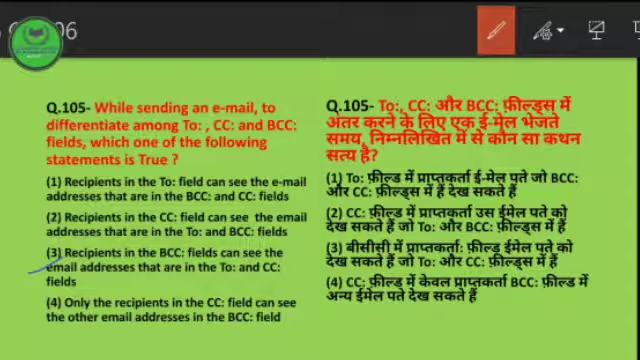 06
Q.105- While sending an e-mail, to
differentiate among To: , CC: and BCC:
fields, which one of the following
statements is True ?
(1) Recipients in the To: field can see the e-mail
addresses that are in the BCC: and CC: fields
(2) Recipients in the CC: field can see the email
addresses that are in the To: and BCC: fields
(3) Recipients in the BCC: fields can see the
email addresses that are in the To: and CC:
fields
(4) Only the recipients in the CC: field can see
the other email addresses in the BCC: field
Q.105- To:, CC: और BCC: फ़ील्ड्स में
अंतर करने के लिए एक ई-मेल भेजते
समय, निम्नलिखित में से कौन सा कथन
सत्य है?
(1) To: फ़ील्ड में प्राप्तकर्ता ई-मेल पते जो BCC:
और CC: फ़ील्ड्स में हैं देख सकते हैं
(2) CC: फ़ील्ड में प्राप्तकर्ता उस ईमेल पते को
देख सकते हैं जो To: और BCC: फ़ील्ड्स में हैं
(3) बीसीसी में प्राप्तकर्ता: फ़ील्ड ईमेल पते को
देख सकते हैं जो To: और CC: फ़ील्ड्स में हैं
(4) CC: फ़ील्ड में केवल प्राप्तकर्ता BCC: फ़ील्ड में
अन्य ईमेल पते देख सकते हैं